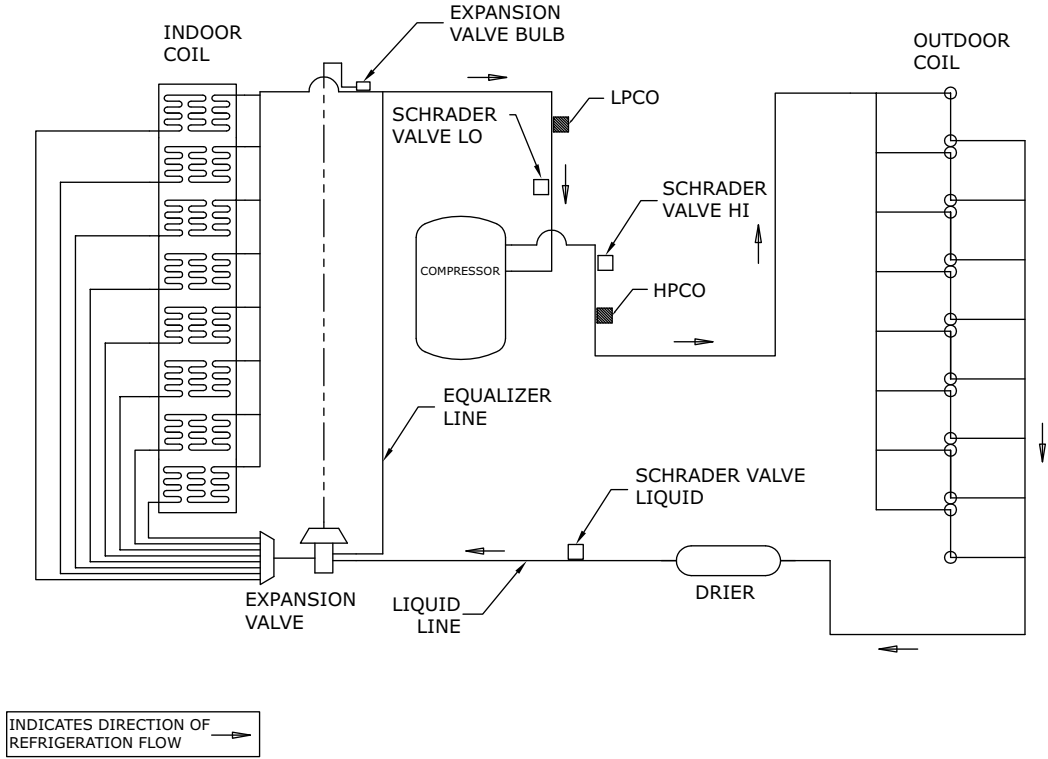 EXPANSION
VALVE BULB
INDOOR
COIL
OUTDOOR
COIL
LPCO
SCHRADER
VALVE LO
SCHRADER
VALVE HI
COMPRESSOR
HPCO
EQUALIZER
LINE
SCHRADER VALVE
LIQUID
EXPANSION
VALVE
LIQUID
LINE
DRIER
INDICATES DIRECTION OF
REFRIGERATION FLOW